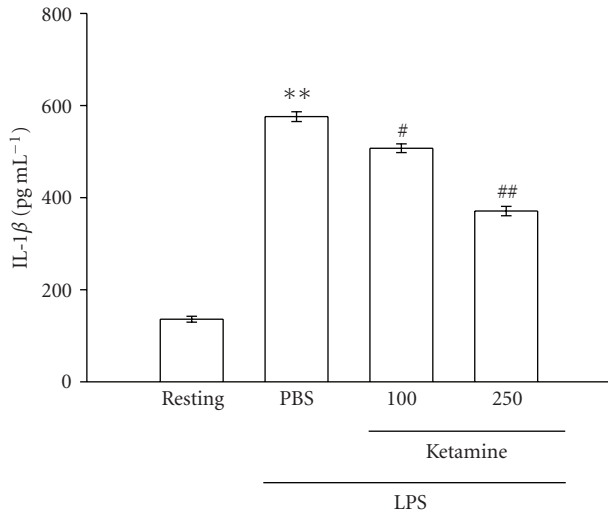 800
600
400
200
0
IL-1β (pg mL⁻¹)
**
#
##
Resting PBS 100 250
Ketamine
LPS